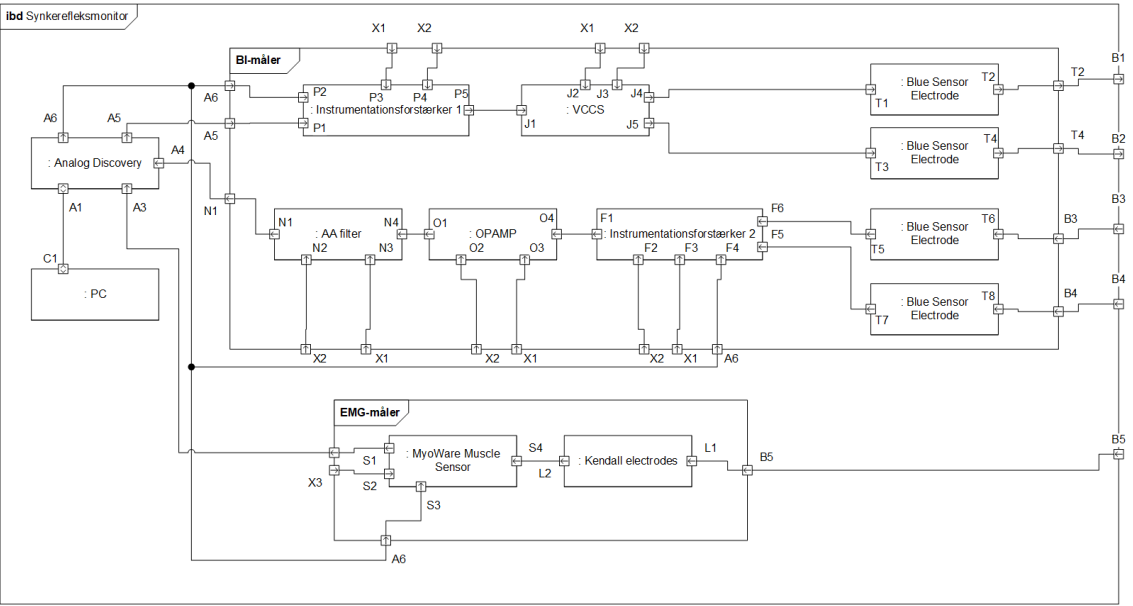 ibd Synkerefleksmonitor
X1
X2
X1
X2
B1
BI-måler
T2
A6
P2
P3
P4
P5
J2
J3
J4
: Blue Sensor
Electrode
T2
T1
A6
A5
: Instrumentationsforstærker 1
: VCCS
P1
J1
J5
A5
T4
B2
: Blue Sensor
Electrode
T4
T3
A4
: Analog Discovery
A1
A3
N1
B3
N1
: AA filter
N4
N2
N3
O1
: OPAMP
O4
O2
O3
F1
: Instrumentationsforstærker 2
F2
F3
F4
F6
F5
: Blue Sensor
Electrode
T6
T5
B3
C1
: PC
B4
: Blue Sensor
Electrode
T8
T7
B4
X2
X1
X2
X1
X2
X1
A6
EMG-måler
B5
S1
: MyoWare Muscle
Sensor
S4
L2
: Kendall electrodes
L1
B5
X3
S2
S3
A6